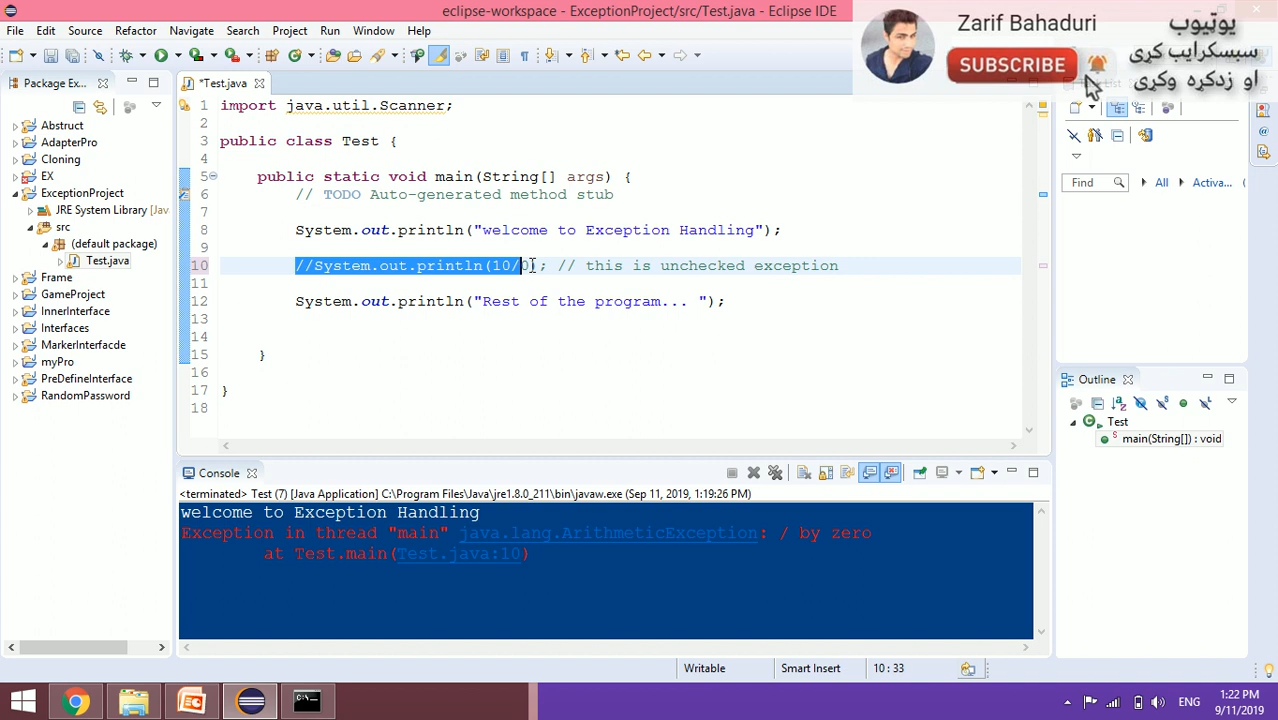 eclipse-workspace - ExceptionProject/src/Test.java - Eclipse IDE
File Edit Source Refactor Navigate Search Project Run Window Help
Zarif Bahaduri
SUBSCRIBE
یوټیوب
سبسکرایب کړی
او زدکړه وکړی
Package Ex...
*Test.java
Abstruct
AdapterPro
Cloning
EX
ExceptionProject
JRE System Library [Jav
src
(default package)
Test.java
Frame
GameProject
InnerInterface
Interfaces
MarkerInterfacde
myPro
PreDefineInterface
RandomPassword
1 import java.util.Scanner;
2
3 public class Test {
4
5 public static void main(String[] args) {
6 // TODO Auto-generated method stub
7
8 System.out.println("welcome to Exception Handling");
9
10 //System.out.println(10/0); // this is unchecked exception
11
12 System.out.println("Rest of the program... ");
13
14
15 }
16
17 }
18
Find All Activa...
Outline
Test
main(String[]) : void
Console
<terminated> Test (7) [Java Application] C:\Program Files\Java\jre1.8.0_211\bin\javaw.exe (Sep 11, 2019, 1:19:26 PM)
welcome to Exception Handling
Exception in thread "main" java.lang.ArithmeticException: / by zero
at Test.main(Test.java:10)
Writable Smart Insert 10 : 33
ENG
1:22 PM
9/11/2019